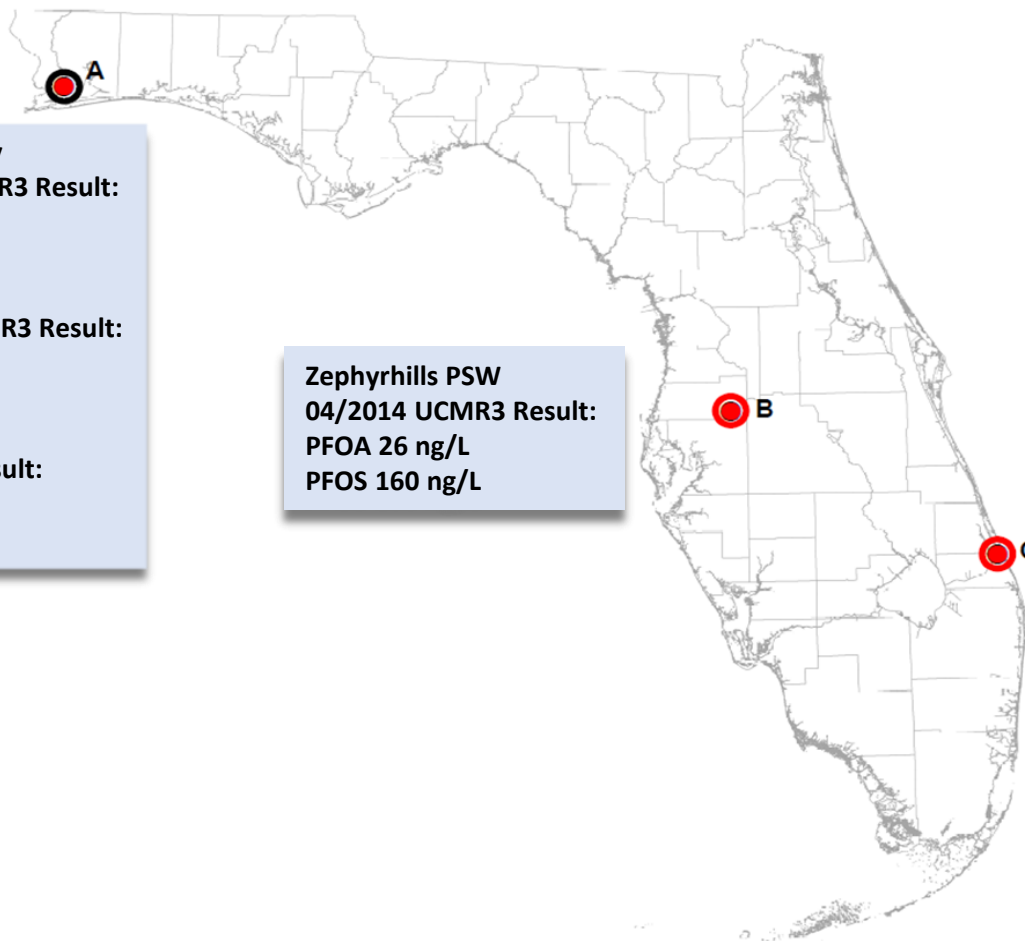 A
R3 Result:
R3 Result:
sult:
Zephyrhills PSW
04/2014 UCMR3 Result:
PFOA 26 ng/L
PFOS 160 ng/L
B